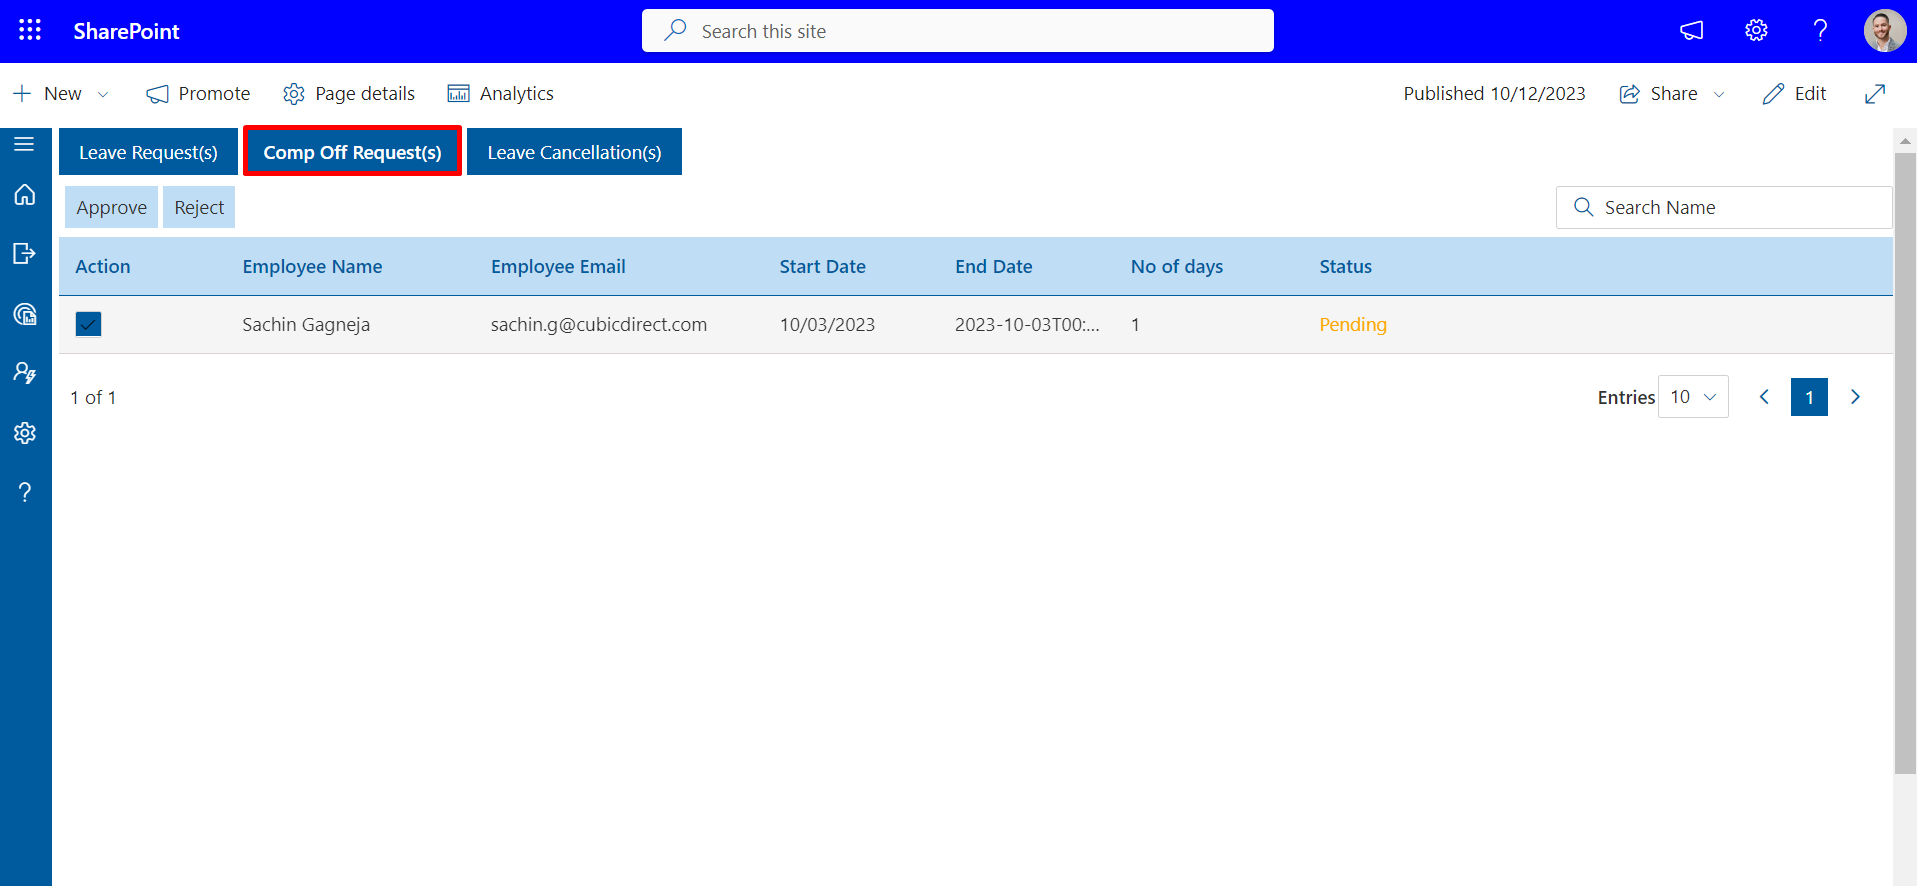 SharePoint
Search this site
New
Promote
Page details
Analytics
Published 10/12/2023
Share
Edit
Leave Request(s)
Comp Off Request(s)
Leave Cancellation(s)
Approve
Reject
Search Name
Action Employee Name Employee Email Start Date End Date No of days Status
Sachin Gagneja sachin.g@cubicdirect.com 10/03/2023 2023-10-03T00:... 1 Pending
1 of 1
Entries 10
1